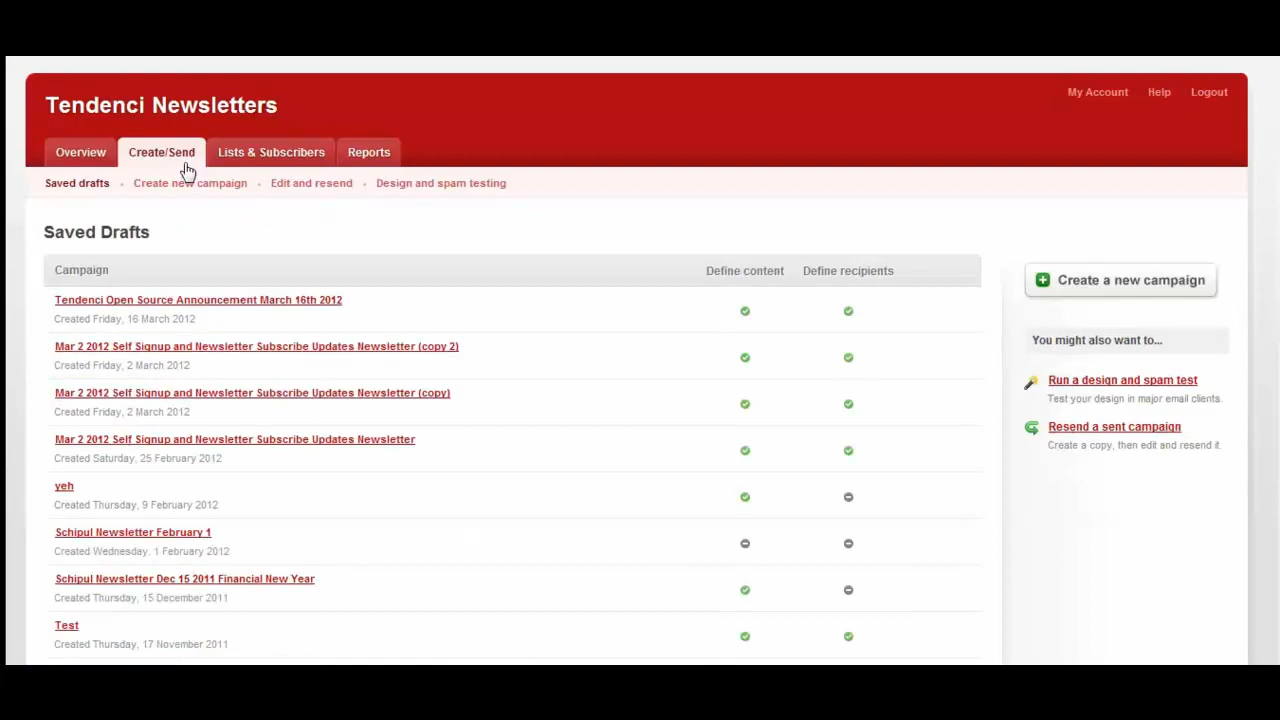 Tendenci Newsletters
My Account Help Logout
Overview Create/Send Lists & Subscribers Reports
Saved drafts Create new campaign Edit and resend Design and spam testing
Saved Drafts
Campaign Define content Define recipients
Create a new campaign
Tendenci Open Source Announcement March 16th 2012
Created Friday, 16 March 2012
You might also want to...
Mar 2 2012 Self Signup and Newsletter Subscribe Updates Newsletter (copy 2)
Created Friday, 2 March 2012
Run a design and spam test
Test your design in major email clients.
Mar 2 2012 Self Signup and Newsletter Subscribe Updates Newsletter (copy)
Created Friday, 2 March 2012
Resend a sent campaign
Create a copy, then edit and resend it.
Mar 2 2012 Self Signup and Newsletter Subscribe Updates Newsletter
Created Saturday, 25 February 2012
yeh
Created Thursday, 9 February 2012
Schipul Newsletter February 1
Created Wednesday, 1 February 2012
Schipul Newsletter Dec 15 2011 Financial New Year
Created Thursday, 15 December 2011
Test
Created Thursday, 17 November 2011